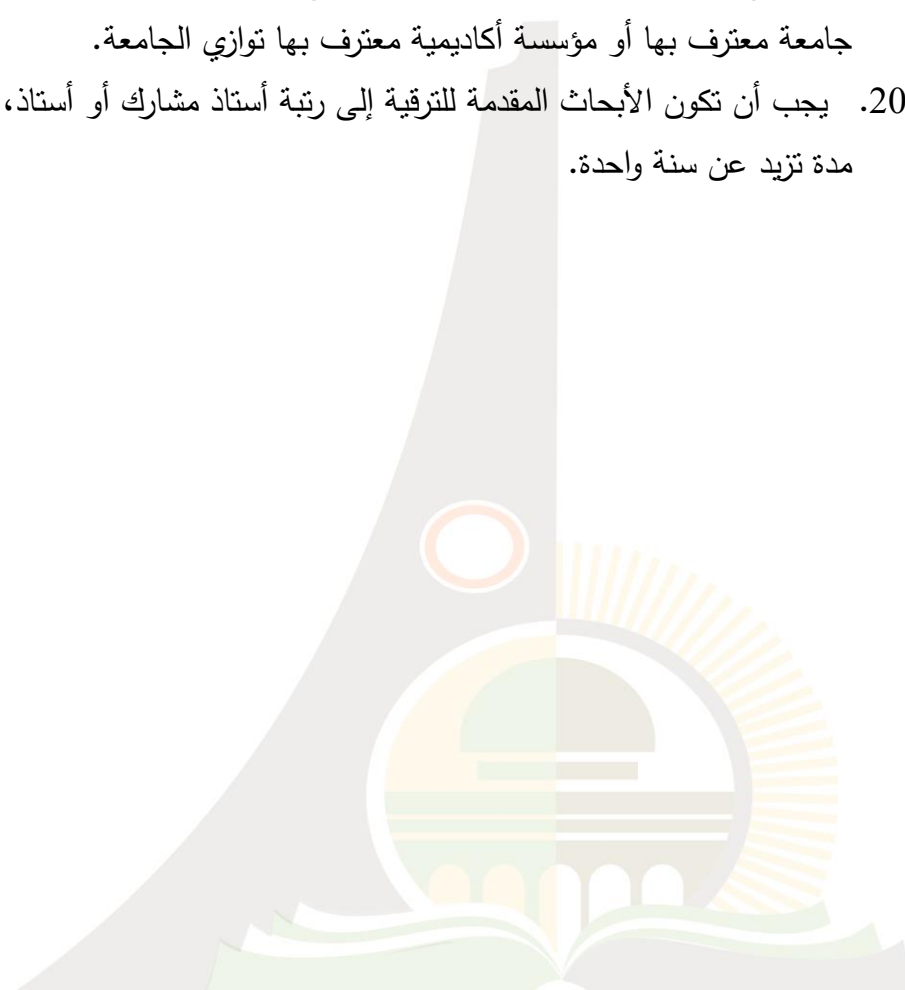 جامعة معترف بها أو مؤسسة أكاديمية معترف بها توازي الجامعة.
20. يجب أن تكون الأبحاث المقدمة للترقية إلى رتبة أستاذ مشارك أو أستاذ،
مدة تزيد عن سنة واحدة.